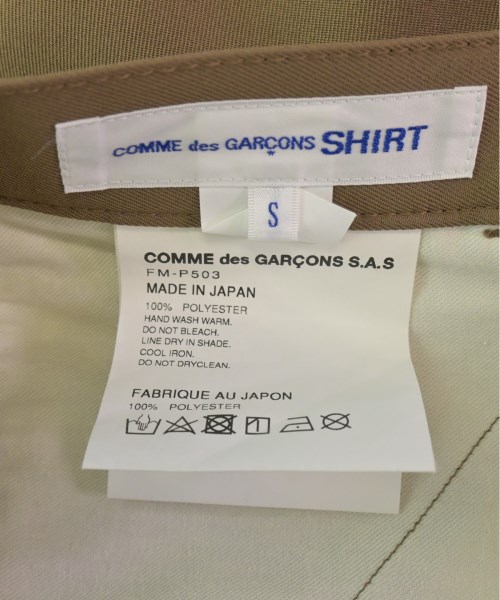 COMME des GARÇONS SHIRT
S
COMME des GARÇONS S.A.S
FM-P503
MADE IN JAPAN
100% POLYESTER
HAND WASH WARM.
DO NOT BLEACH.
LINE DRY IN SHADE.
COOL IRON.
DO NOT DRYCLEAN.
FABRIQUE AU JAPON
100% POLYESTER